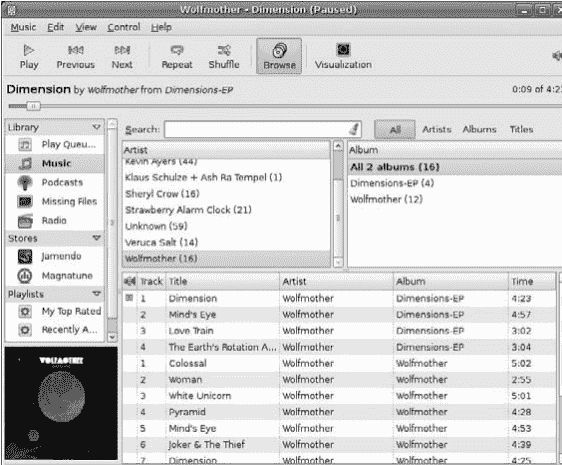 Wolfmother - Dimension (Paused)
Music Edit View Control Help
Play Previous Next Repeat Shuffle Browse Visualization
Dimension by Wolfmother from Dimensions-EP 0:09 of 4:23
Library
Play Queu...
Music
Podcasts
Missing Files
Radio
Stores
Jamendo
Magnatune
Playlists
My Top Rated
Recently A...
WOLFMOTHER
Search: All Artists Albums Titles
Artist
Kevin Ayers (44)
Klaus Schulze + Ash Ra Tempel (1)
Sheryl Crow (16)
Strawberry Alarm Clock (21)
Unknown (59)
Veruca Salt (14)
Wolfmother (16)
Album
All 2 albums (16)
Dimensions-EP (4)
Wolfmother (12)
Track Title Artist Album Time
1 Dimension Wolfmother Dimensions-EP 4:23
2 Mind's Eye Wolfmother Dimensions-EP 4:57
3 Love Train Wolfmother Dimensions-EP 3:02
4 The Earth's Rotation A... Wolfmother Dimensions-EP 3:04
1 Colossal Wolfmother Wolfmother 5:02
2 Woman Wolfmother Wolfmother 2:55
3 White Unicorn Wolfmother Wolfmother 5:01
4 Pyramid Wolfmother Wolfmother 4:28
5 Mind's Eye Wolfmother Wolfmother 4:53
6 Joker & The Thief Wolfmother Wolfmother 4:39
7 Dimension Wolfmother Wolfmother 4:25